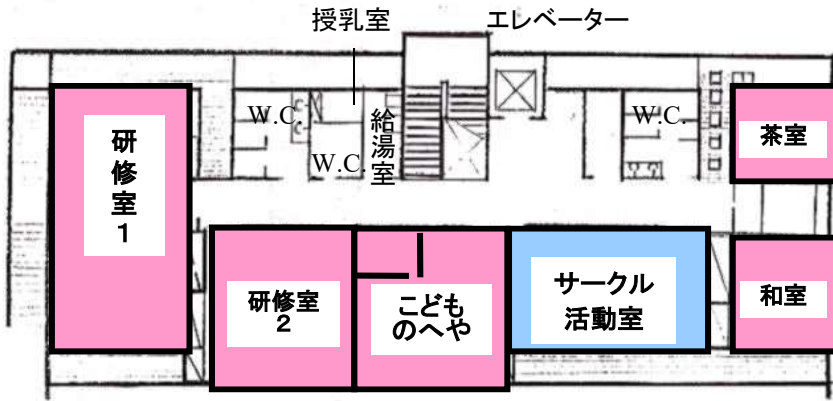 授乳室
エレベーター
W.C.
W.C.
給湯室
W.C.
研修室1
茶室
研修室
2
こども
のへや
サークル
活動室
和室